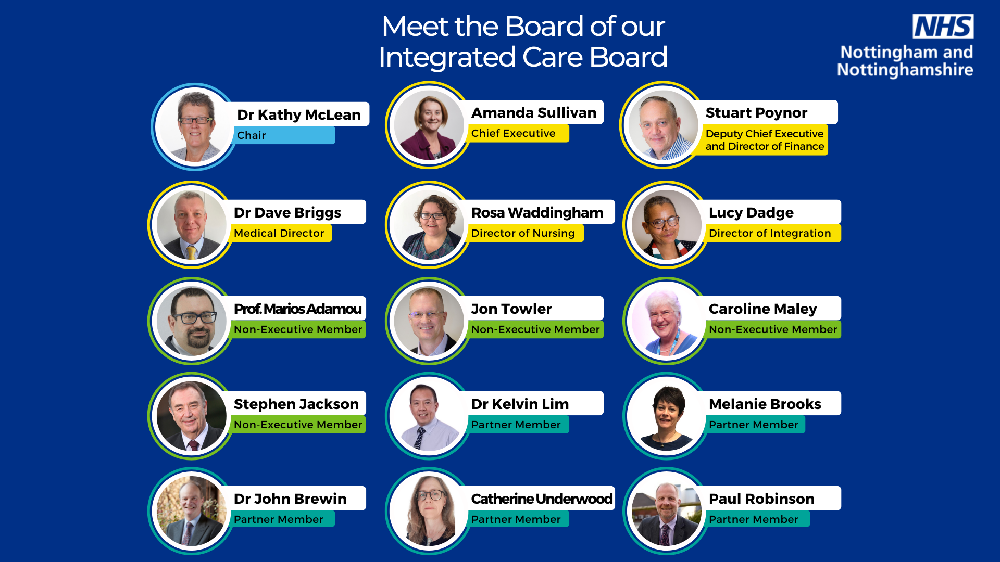 Meet the Board of our
Integrated Care Board
NHS
Nottingham and
Nottinghamshire
Dr Kathy McLean
Chair
Amanda Sullivan
Chief Executive
Stuart Poynor
Deputy Chief Executive
and Director of Finance
Dr Dave Briggs
Medical Director
Rosa Waddingham
Director of Nursing
Lucy Dadge
Director of Integration
Prof. Marios Adamou
Non-Executive Member
Jon Towler
Non-Executive Member
Caroline Maley
Non-Executive Member
Stephen Jackson
Non-Executive Member
Dr Kelvin Lim
Partner Member
Melanie Brooks
Partner Member
Dr John Brewin
Partner Member
Catherine Underwood
Partner Member
Paul Robinson
Partner Member